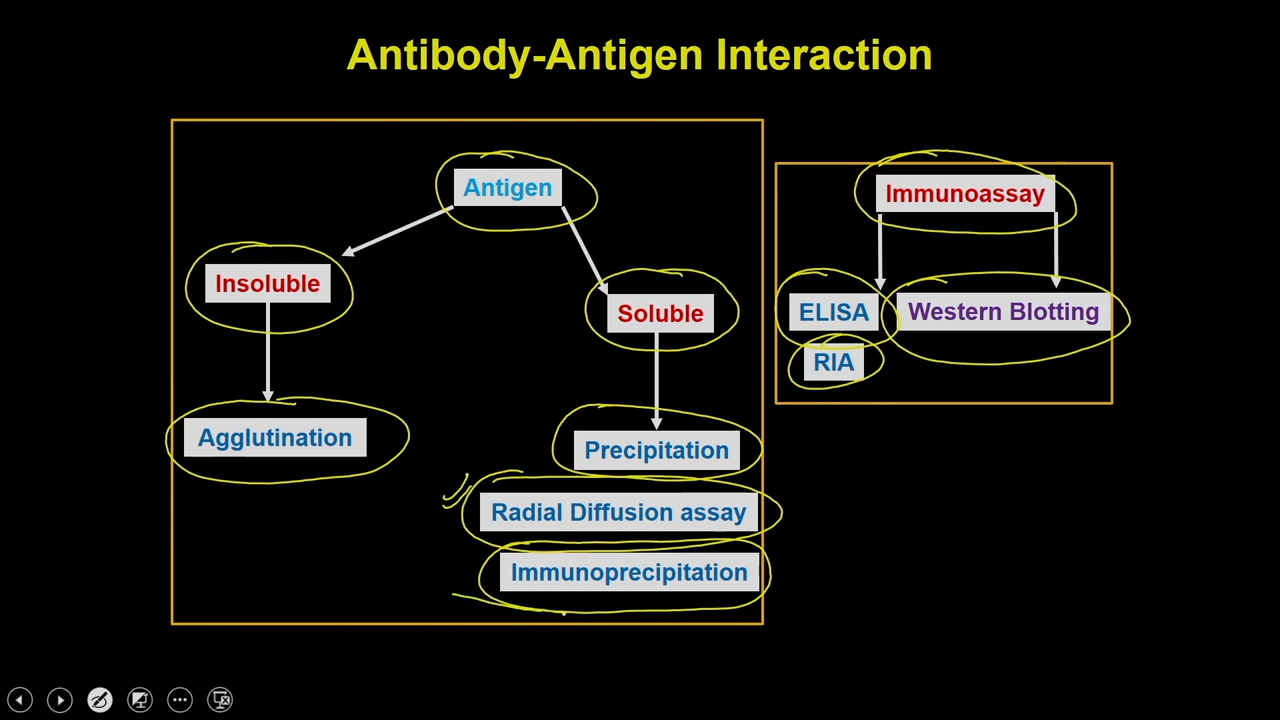 Antibody-Antigen Interaction
Antigen
Insoluble
Soluble
Agglutination
Precipitation
Radial Diffusion assay
Immunoprecipitation
Immunoassay
ELISA
Western Blotting
RIA